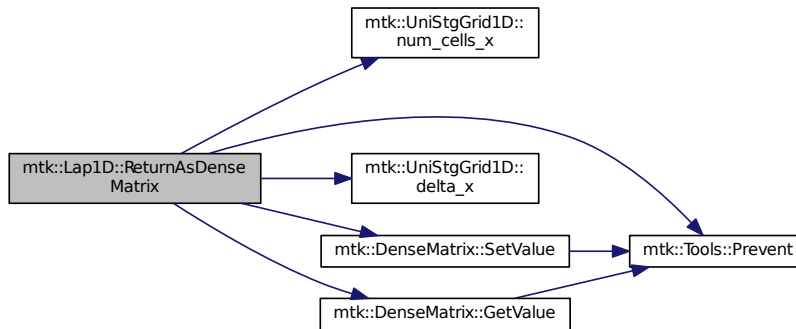 mtk::UniStgGrid1D::
num_cells_x
mtk::Lap1D::ReturnAsDense
Matrix
mtk::UniStgGrid1D::
delta_x
mtk::DenseMatrix::SetValue
mtk::Tools::Prevent
mtk::DenseMatrix::GetValue